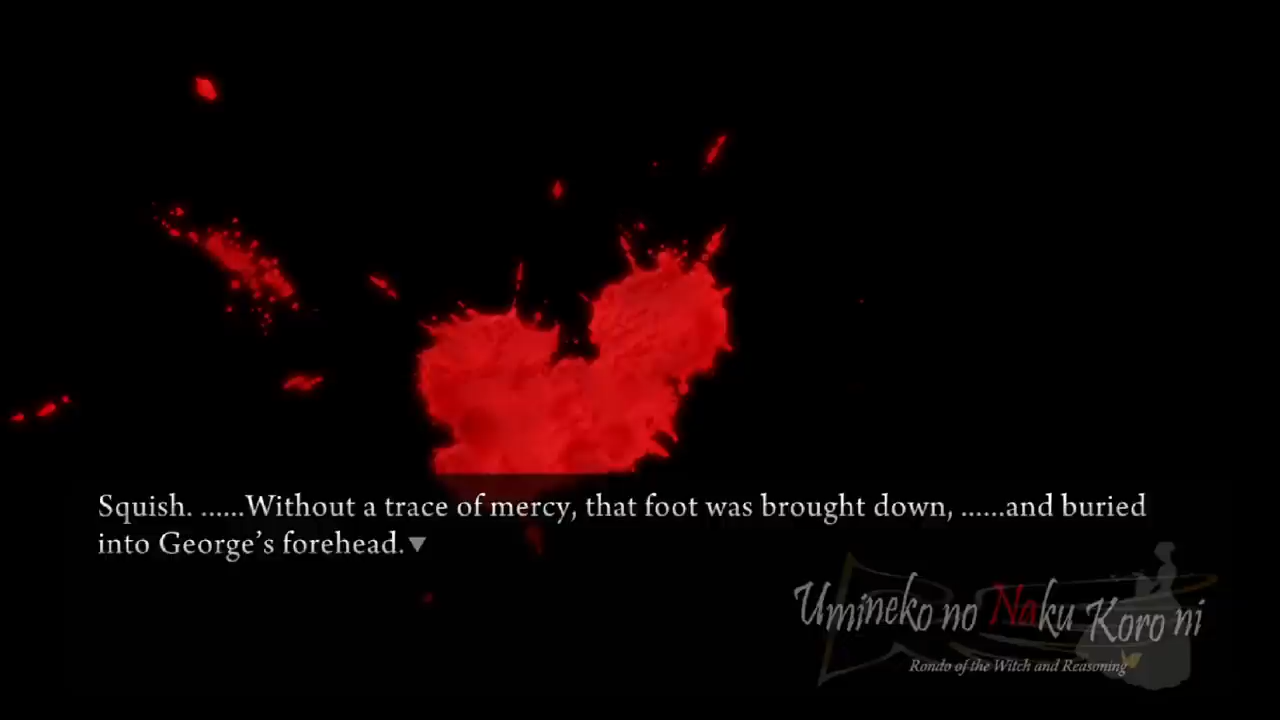 Squish. ......Without a trace of mercy, that foot was brought down, ......and buried
into George's forehead.
Umineko no Naku Koro ni
Rondo of the Witch and Reasoning